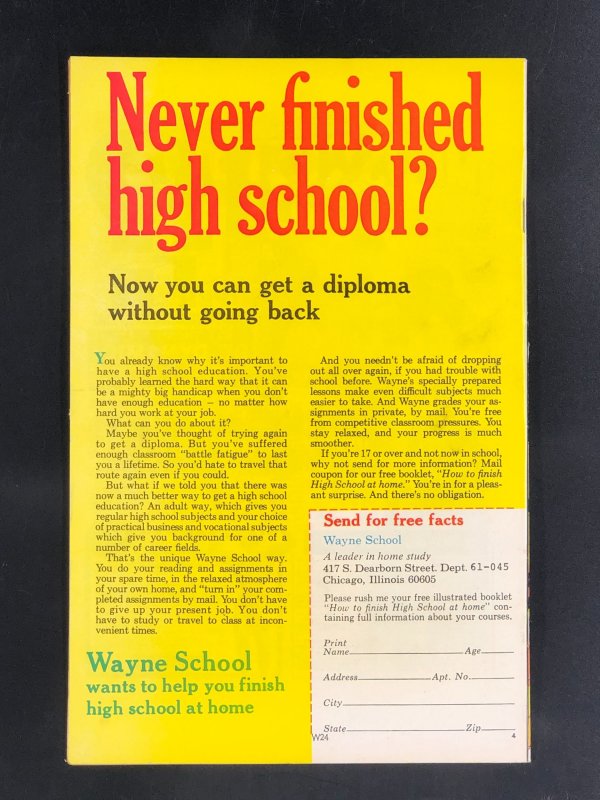 Never finished
high school?
Now you can get a diploma
without going back
You already know why it's important to
have a high school education. You've
probably learned the hard way that it can
be a mighty big handicap when you don't
have enough education — no matter how
hard you work at your job.
What can you do about it?
Maybe you've thought of trying again
to get a diploma. But you've suffered
enough classroom "battle fatigue" to last
you a lifetime. So you'd hate to travel that
route again even if you could.
But what if we told you that there was
now a much better way to get a high school
education? An adult way, which gives you
regular high school subjects and your choice
of practical business and vocational subjects
which give you background for one of a
number of career fields.
That's the unique Wayne School way.
You do your reading and assignments in
your spare time, in the relaxed atmosphere
of your own home, and "turn in" your com-
pleted assignments by mail. You don't have
to give up your present job. You don't
have to study or travel to class at incon-
venient times.
Wayne School
wants to help you finish
high school at home
And you needn't be afraid of dropping
out all over again, if you had trouble with
school before. Wayne's specially prepared
lessons make even difficult subjects much
easier to take. And Wayne grades your as-
signments in private, by mail. You're free
from competitive classroom pressures. You
stay relaxed, and your progress is much
smoother.
If you're 17 or over and not now in school,
why not send for more information? Mail
coupon for our free booklet, "How to finish
High School at home." You're in for a pleas-
ant surprise. And there's no obligation.
Send for free facts
Wayne School
A leader in home study
417 S. Dearborn Street. Dept. 61-045
Chicago, Illinois 60605
Please rush me your free illustrated booklet
"How to finish High School at home" con-
taining full information about your courses.
Print
Name Age
Address Apt. No.
City
State Zip
W24 4